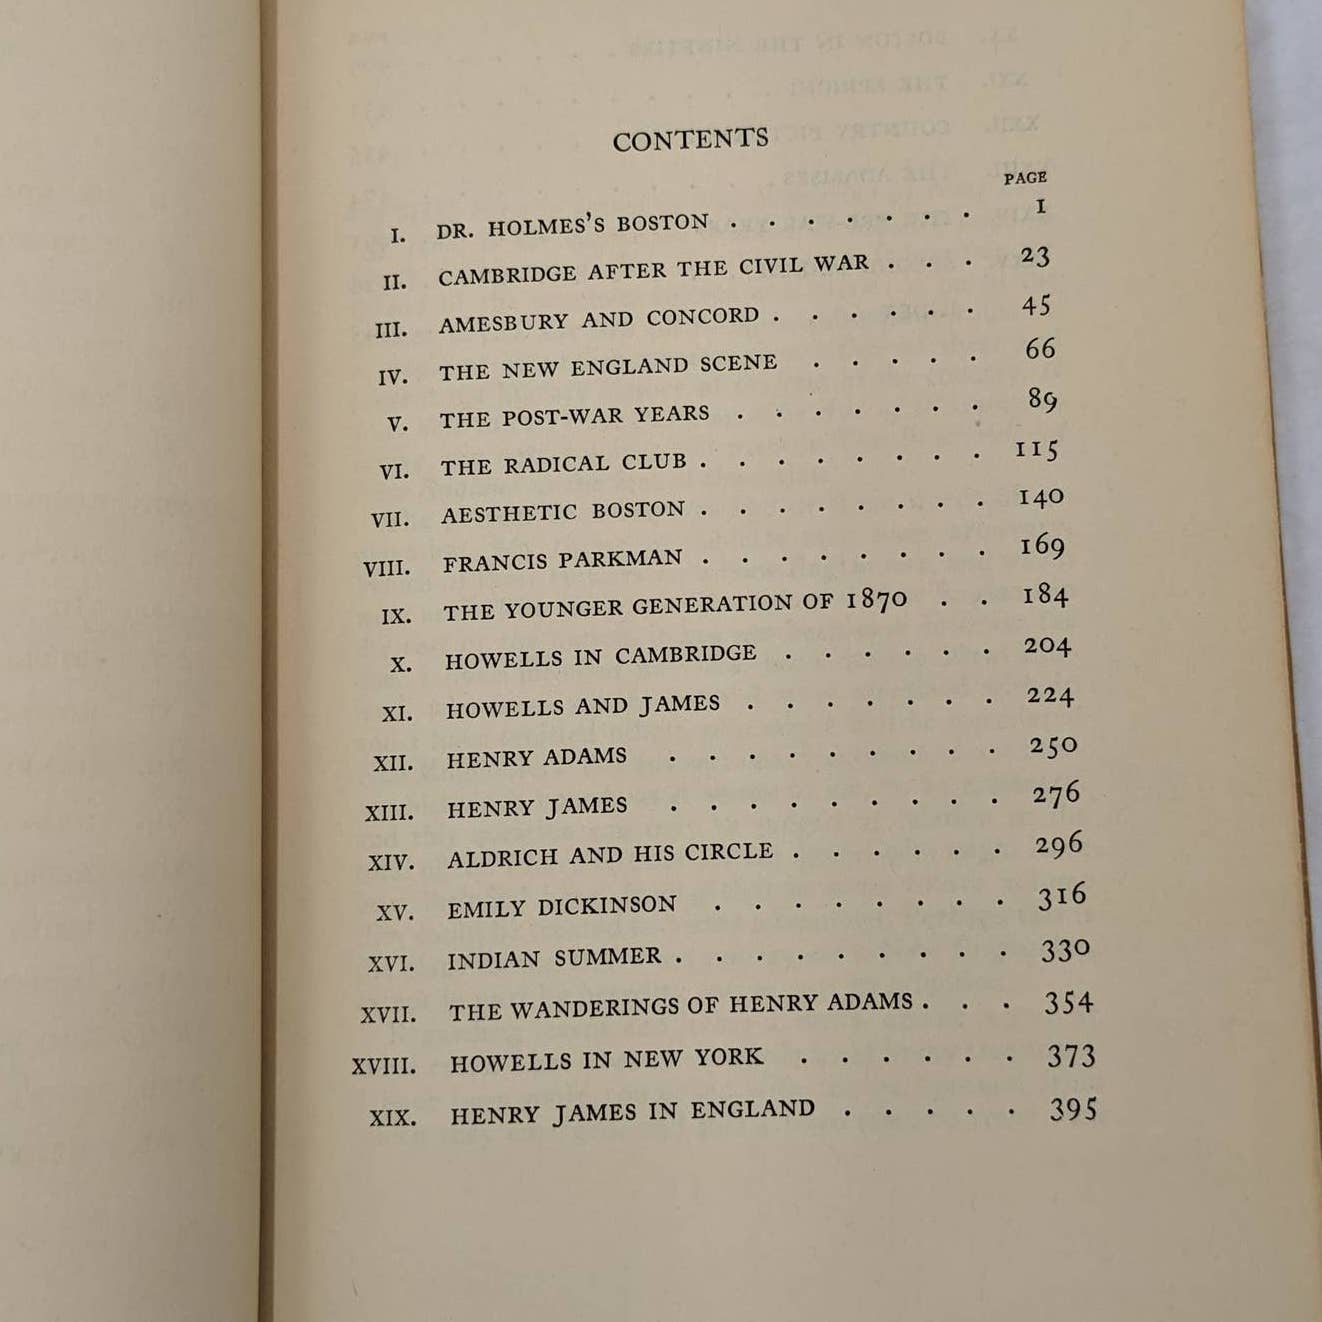 CONTENTS
PAGE
I. DR. HOLMES'S BOSTON . . . . . . . 1
II. CAMBRIDGE AFTER THE CIVIL WAR . . . 23
III. AMESBURY AND CONCORD . . . . . . 45
IV. THE NEW ENGLAND SCENE . . . . . 66
V. THE POST-WAR YEARS . . . . . . . 89
VI. THE RADICAL CLUB . . . . . . . . 115
VII. AESTHETIC BOSTON . . . . . . . . 140
VIII. FRANCIS PARKMAN . . . . . . . . 169
IX. THE YOUNGER GENERATION OF 1870 . . 184
X. HOWELLS IN CAMBRIDGE . . . . . . 204
XI. HOWELLS AND JAMES . . . . . . . 224
XII. HENRY ADAMS . . . . . . . . . 250
XIII. HENRY JAMES . . . . . . . . . 276
XIV. ALDRICH AND HIS CIRCLE . . . . . . 296
XV. EMILY DICKINSON . . . . . . . . 316
XVI. INDIAN SUMMER . . . . . . . . . 330
XVII. THE WANDERINGS OF HENRY ADAMS . . . 354
XVIII. HOWELLS IN NEW YORK . . . . . . 373
XIX. HENRY JAMES IN ENGLAND . . . . . 395